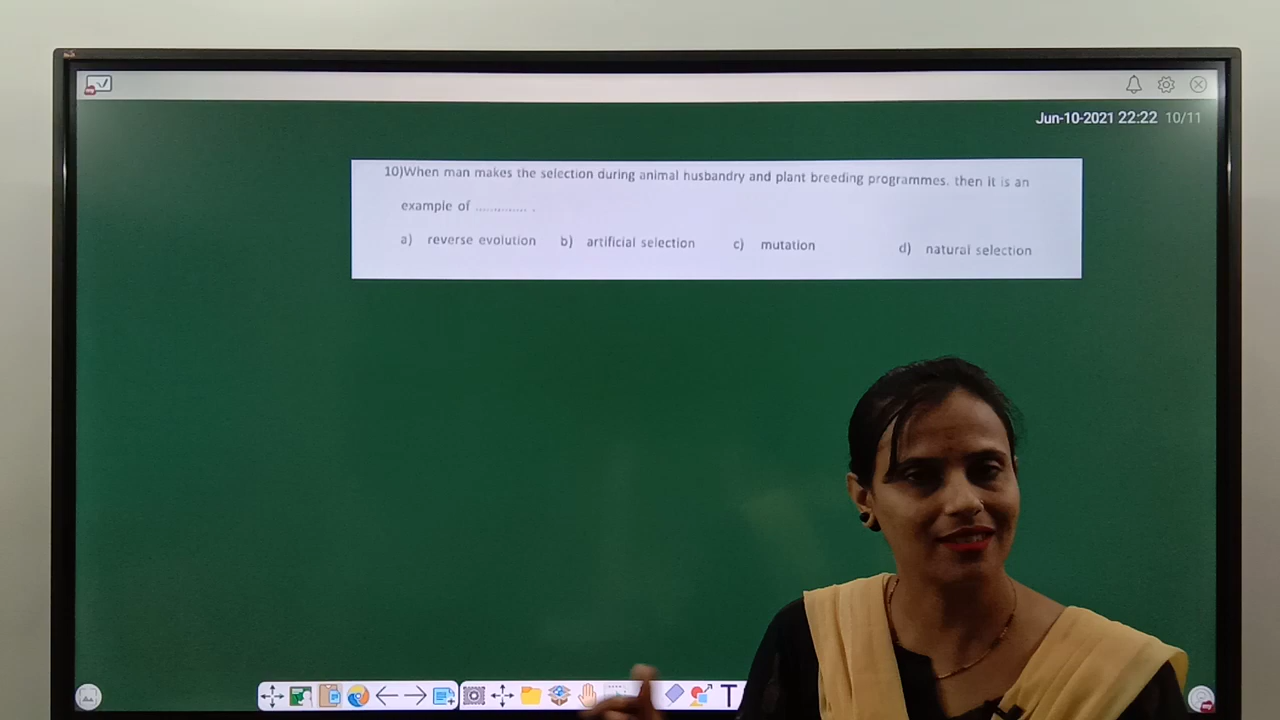 Jun-10-2021 22:22 10/11
10)When man makes the selection during animal husbandry and plant breeding programmes. then it is an
example of ............. .
a) reverse evolution b) artificial selection c) mutation d) natural selection
T